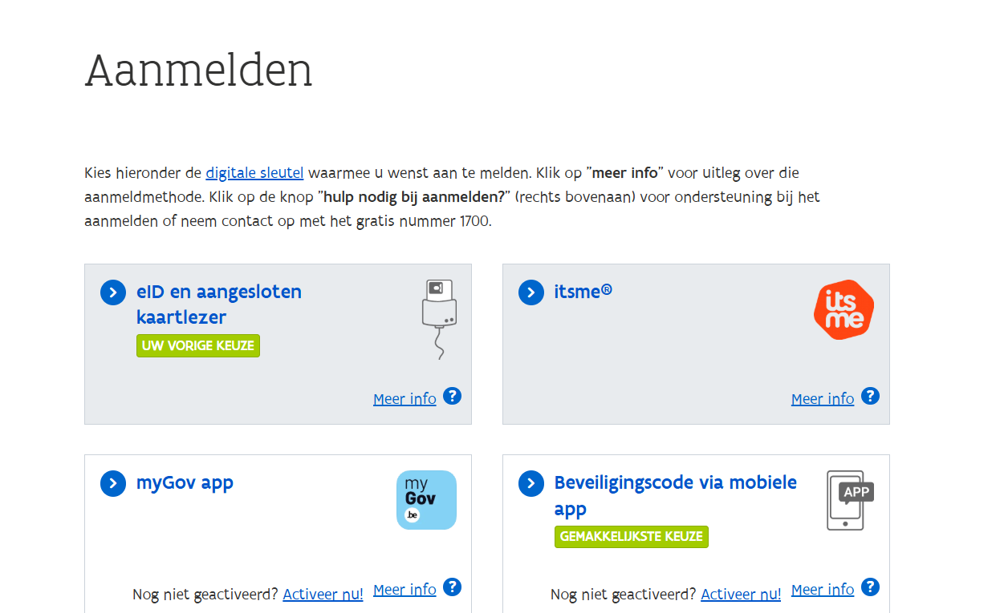 Aanmelden
Kies hieronder de digitale sleutel waarmee u wenst aan te melden. Klik op "meer info" voor uitleg over die
aanmeldmethode. Klik op de knop "hulp nodig bij aanmelden?" (rechts bovenaan) voor ondersteuning bij het
aanmelden of neem contact op met het gratis nummer 1700.
eID en aangesloten
kaartlezer
UW VORIGE KEUZE
Meer info ?
itsme®
its
me
Meer info ?
myGov app
my
Gov
.be
Nog niet geactiveerd? Activeer nu! Meer info ?
Beveiligingscode via mobiele
app
APP
GEMAKKELIJKSTE KEUZE
Nog niet geactiveerd? Activeer nu! Meer info ?